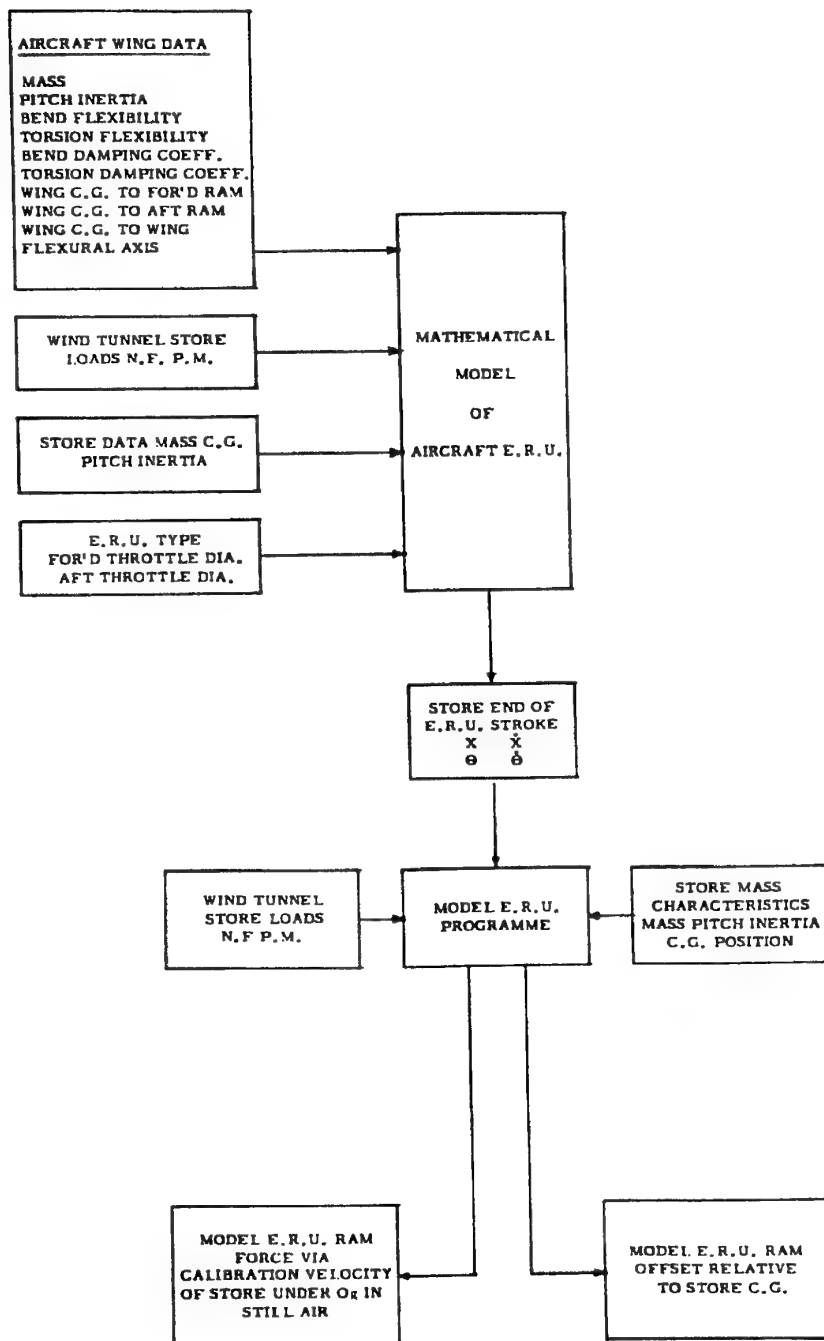 AIRCRAFT WING DATA
MASS
PITCH INERTIA
BEND FLEXIBILITY
TORSION FLEXIBILITY
BEND DAMPING COEFF.
TORSION DAMPING COEFF.
WING C.G. TO FOR'D RAM
WING C.G. TO AFT RAM
WING C.G. TO WING
FLEXURAL AXIS
WIND TUNNEL STORE
LOADS N.F. P.M.
STORE DATA MASS C.G.
PITCH INERTIA
E.R.U. TYPE
FOR'D THROTTLE DIA.
AFT THROTTLE DIA.
MATHEMATICAL
MODEL
OF
AIRCRAFT E.R.U.
STORE END OF
E.R.U. STROKE
X Ẋ
Θ Θ̇
WIND TUNNEL
STORE LOADS
N.F P.M.
MODEL E.R.U.
PROGRAMME
STORE MASS
CHARACTERISTICS
MASS PITCH INERTIA
C.G. POSITION
MODEL E.R.U. RAM
FORCE VIA
CALIBRATION VELOCITY
OF STORE UNDER Og IN
STILL AIR
MODEL E.R.U. RAM
OFFSET RELATIVE
TO STORE C.G.